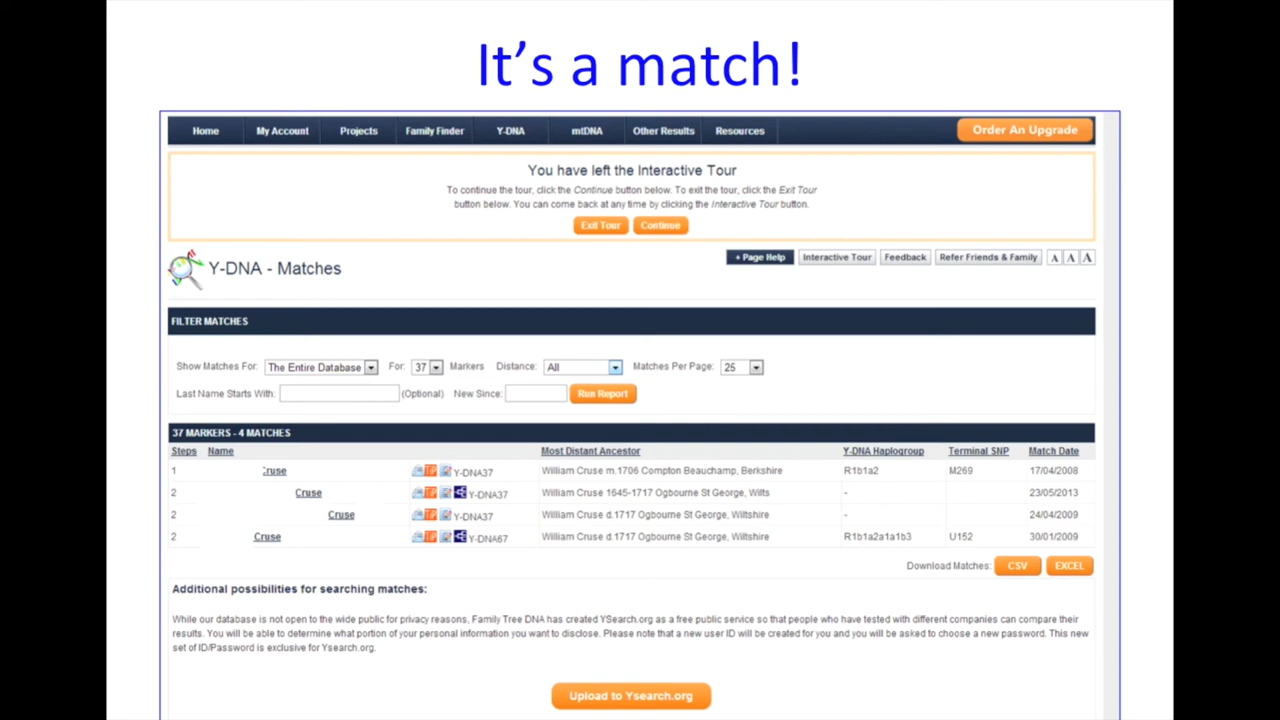 It's a match!
Home My Account Projects Family Finder Y-DNA mtDNA Other Results Resources Order An Upgrade
You have left the Interactive Tour
To continue the tour, click the Continue button below. To exit the tour, click the Exit Tour
button below. You can come back at any time by clicking the Interactive Tour button.
Exit Tour Continue
Y-DNA - Matches + Page Help Interactive Tour Feedback Refer Friends & Family A A A
FILTER MATCHES
Show Matches For: The Entire Database For: 37 Markers Distance: All Matches Per Page: 25
Last Name Starts With: (Optional) New Since: Run Report
37 MARKERS - 4 MATCHES
Steps Name Most Distant Ancestor Y-DNA Haplogroup Terminal SNP Match Date
1 Cruse Y-DNA37 William Cruse m.1706 Compton Beauchamp, Berkshire R1b1a2 M269 17/04/2008
2 Cruse Y-DNA37 William Cruse 1645-1717 Ogbourne St George, Wilts - 23/05/2013
2 Cruse Y-DNA37 William Cruse d.1717 Ogbourne St George, Wiltshire - 24/04/2009
2 Cruse Y-DNA67 William Cruse d.1717 Ogbourne St George, Wiltshire R1b1a2a1a1b3 U152 30/01/2009
Download Matches: CSV EXCEL
Additional possibilities for searching matches:
While our database is not open to the wide public for privacy reasons, Family Tree DNA has created YSearch.org as a free public service so that people who have tested with different companies can compare their
results. You will be able to determine what portion of your personal information you want to disclose. Please note that a new user ID will be created for you and you will be asked to choose a new password. This new
set of ID/Password is exclusive for Ysearch.org.
Upload to Ysearch.org